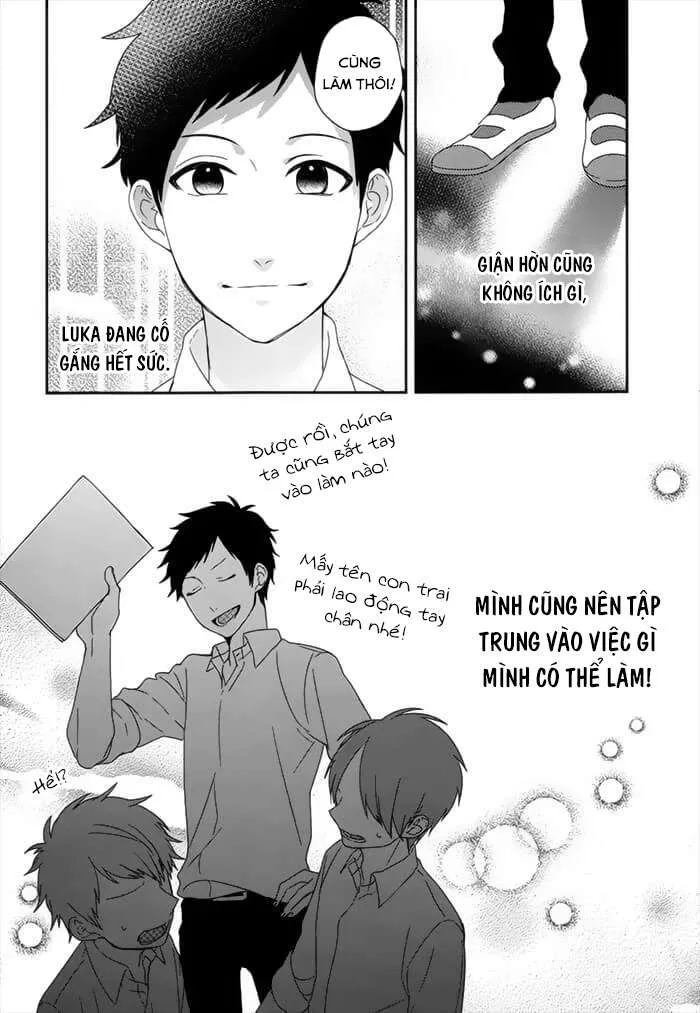 GIẬN HỜN CŨNG
KHÔNG ÍCH GÌ,
CÙNG
LÀM THÔI!
LUKA ĐANG CỐ
GẮNG HẾT SỨC.
Được rồi, chúng
ta cũng bắt tay
vào làm nào!
Mấy tên con trai
phải lao động tay
chân nhé!
MÌNH CŨNG NÊN TẬP
TRUNG VÀO VIỆC GÌ
MÌNH CÓ THỂ LÀM!
Hể!?